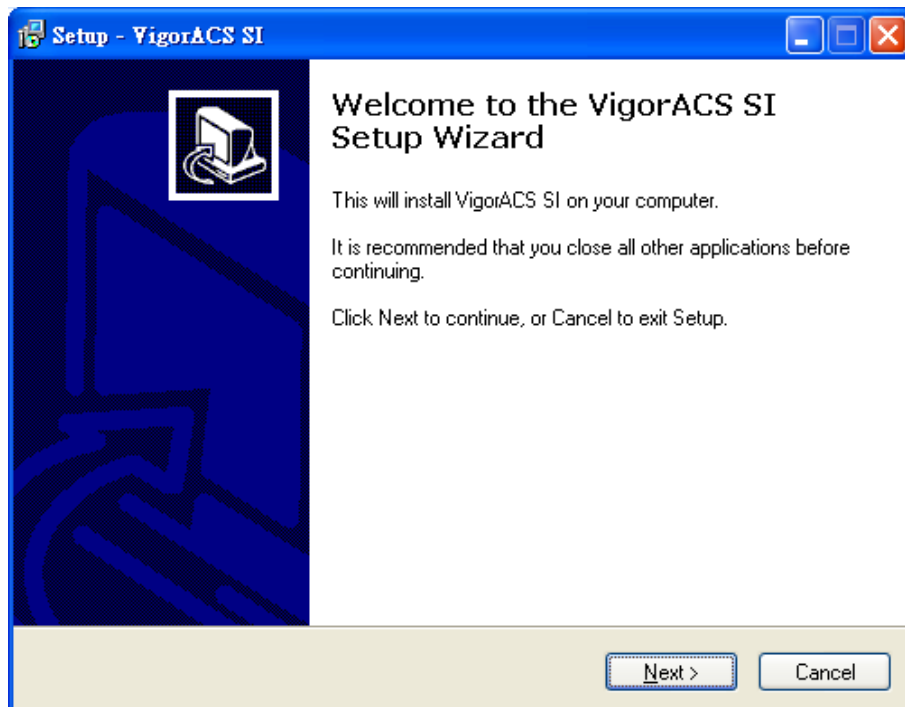 Setup - VigorACS SI
Welcome to the VigorACS SI
Setup Wizard
This will install VigorACS SI on your computer.
It is recommended that you close all other applications before
continuing.
Click Next to continue, or Cancel to exit Setup.
Next >
Cancel